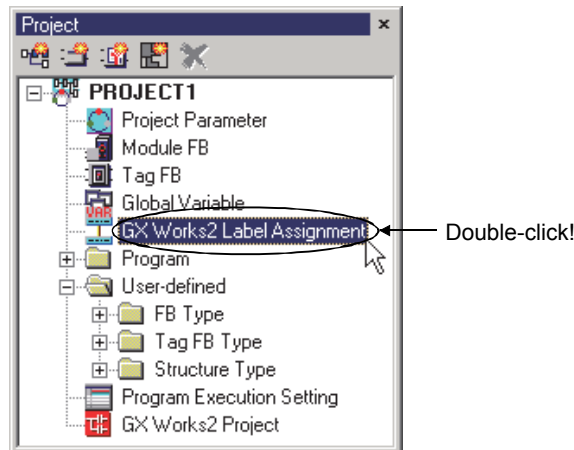 Project
PROJECT1
Project Parameter
Module FB
Tag FB
Global Variable
VAR
GX Works2 Label Assignment
Double-click!
Program
User-defined
FB Type
Tag FB Type
Structure Type
Program Execution Setting
GX Works2 Project